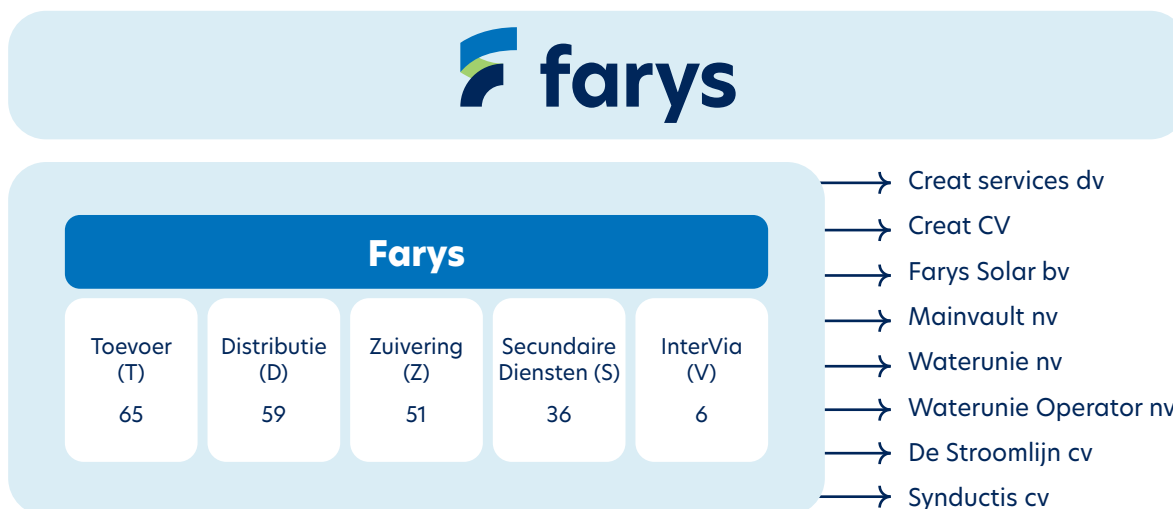 farys
Farys
Toevoer
(T)
65
Distributie
(D)
59
Zuivering
(Z)
51
Secundaire
Diensten (S)
36
InterVia
(V)
6
Creat services dv
Creat CV
Farys Solar bv
Mainvault nv
Waterunie nv
Waterunie Operator nv
De Stroomlijn cv
Synductis cv